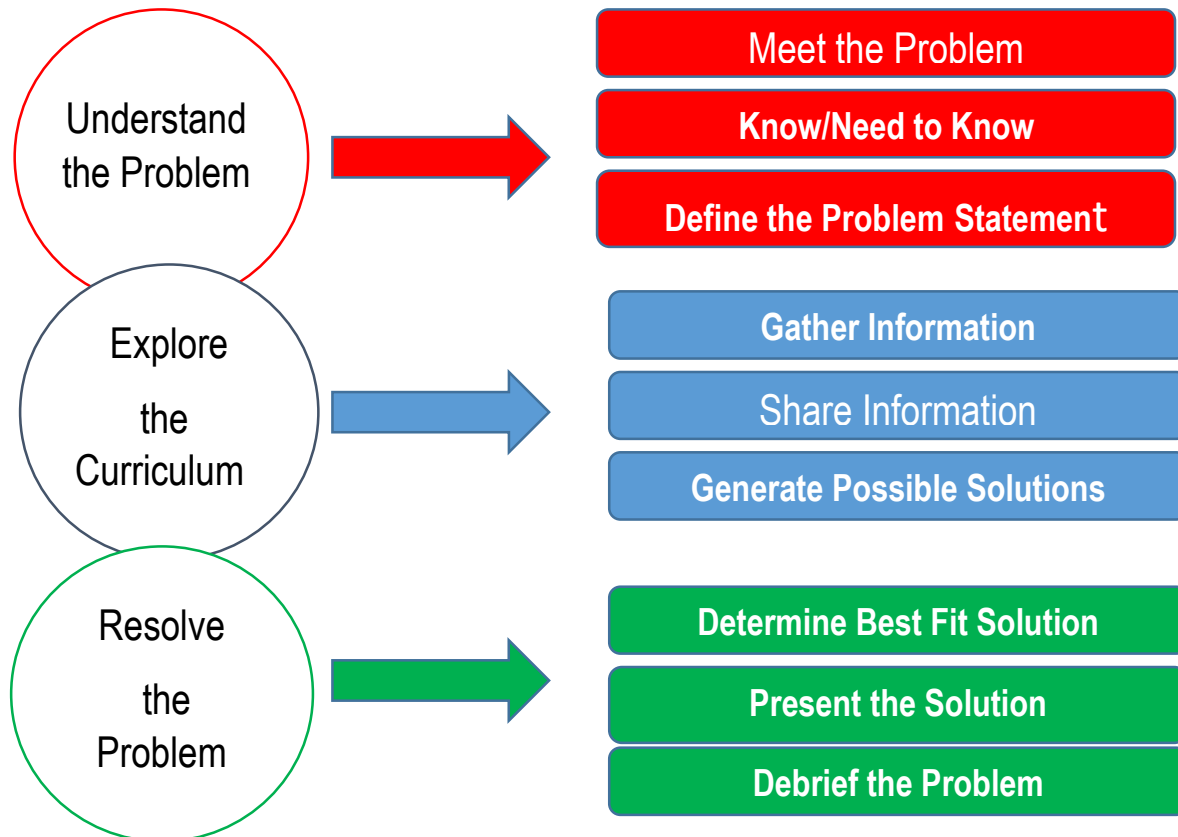 Understand
the Problem
Meet the Problem
Know/Need to Know
Define the Problem Statement
Explore
the
Curriculum
Gather Information
Share Information
Generate Possible Solutions
Resolve
the
Problem
Determine Best Fit Solution
Present the Solution
Debrief the Problem